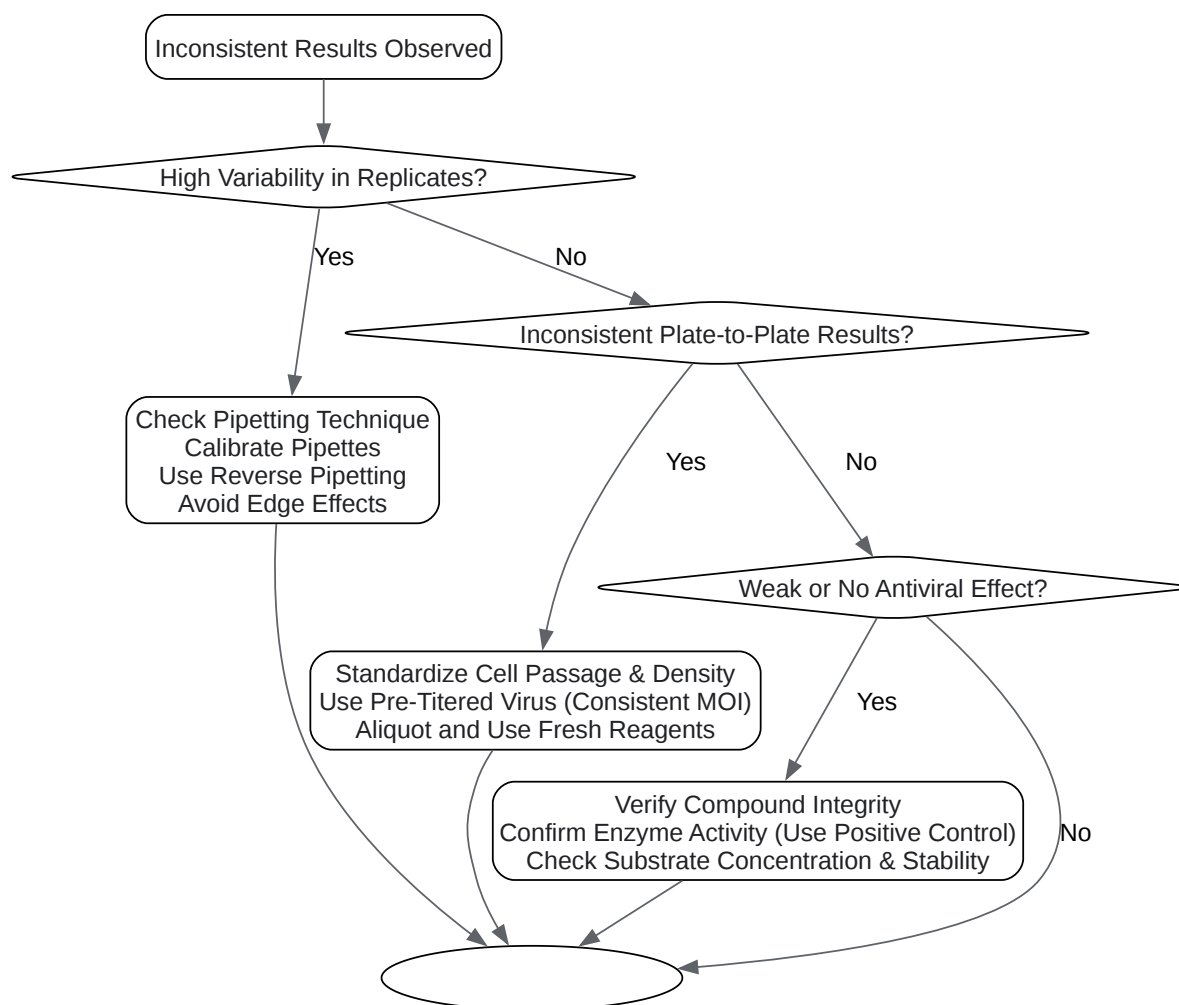 Inconsistent Results Observed
High Variability in Replicates?
Yes
No
Inconsistent Plate-to-Plate Results?
Check Pipetting Technique
Calibrate Pipettes
Use Reverse Pipetting
Avoid Edge Effects
Yes
No
Weak or No Antiviral Effect?
Standardize Cell Passage & Density
Use Pre-Titered Virus (Consistent MOI)
Aliquot and Use Fresh Reagents
Yes
No
Verify Compound Integrity
Confirm Enzyme Activity (Use Positive Control)
Check Substrate Concentration & Stability